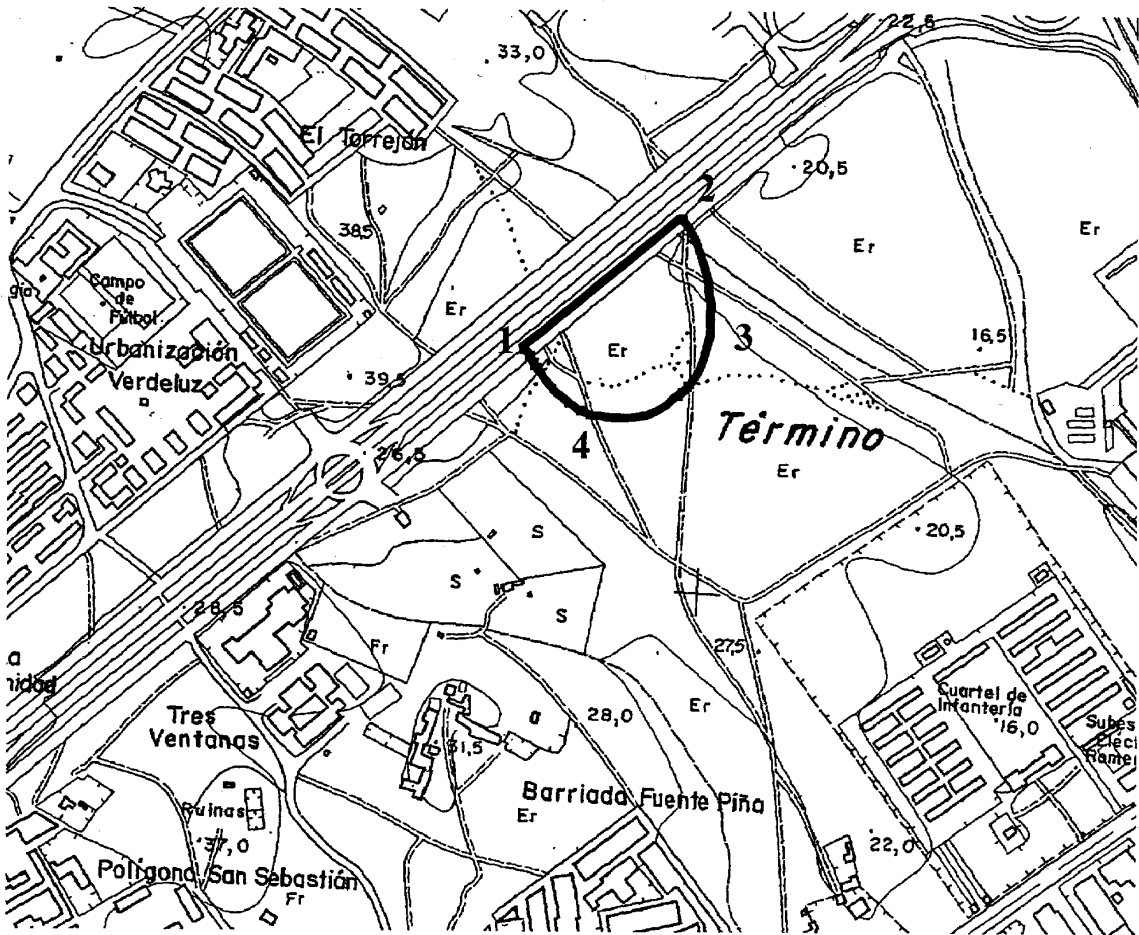 22,5
33,0
El Torrejón
2
20,5
38,5
Er
Er
Campo
de
Fútbol
Er
1
Er
3
16,5
Urbanización
Verdeluz
39,5
4
Término
Er
26,5
S
20,5
S
S
28,5
Fr
27,5
Tres
Ventanas
a
28,0
Er
Cuartel de
Infantería
16,0
31,5
Barriada Fuente Piña
Er
Ruinas
37,0
22,0
Polígono San Sebastián
Fr